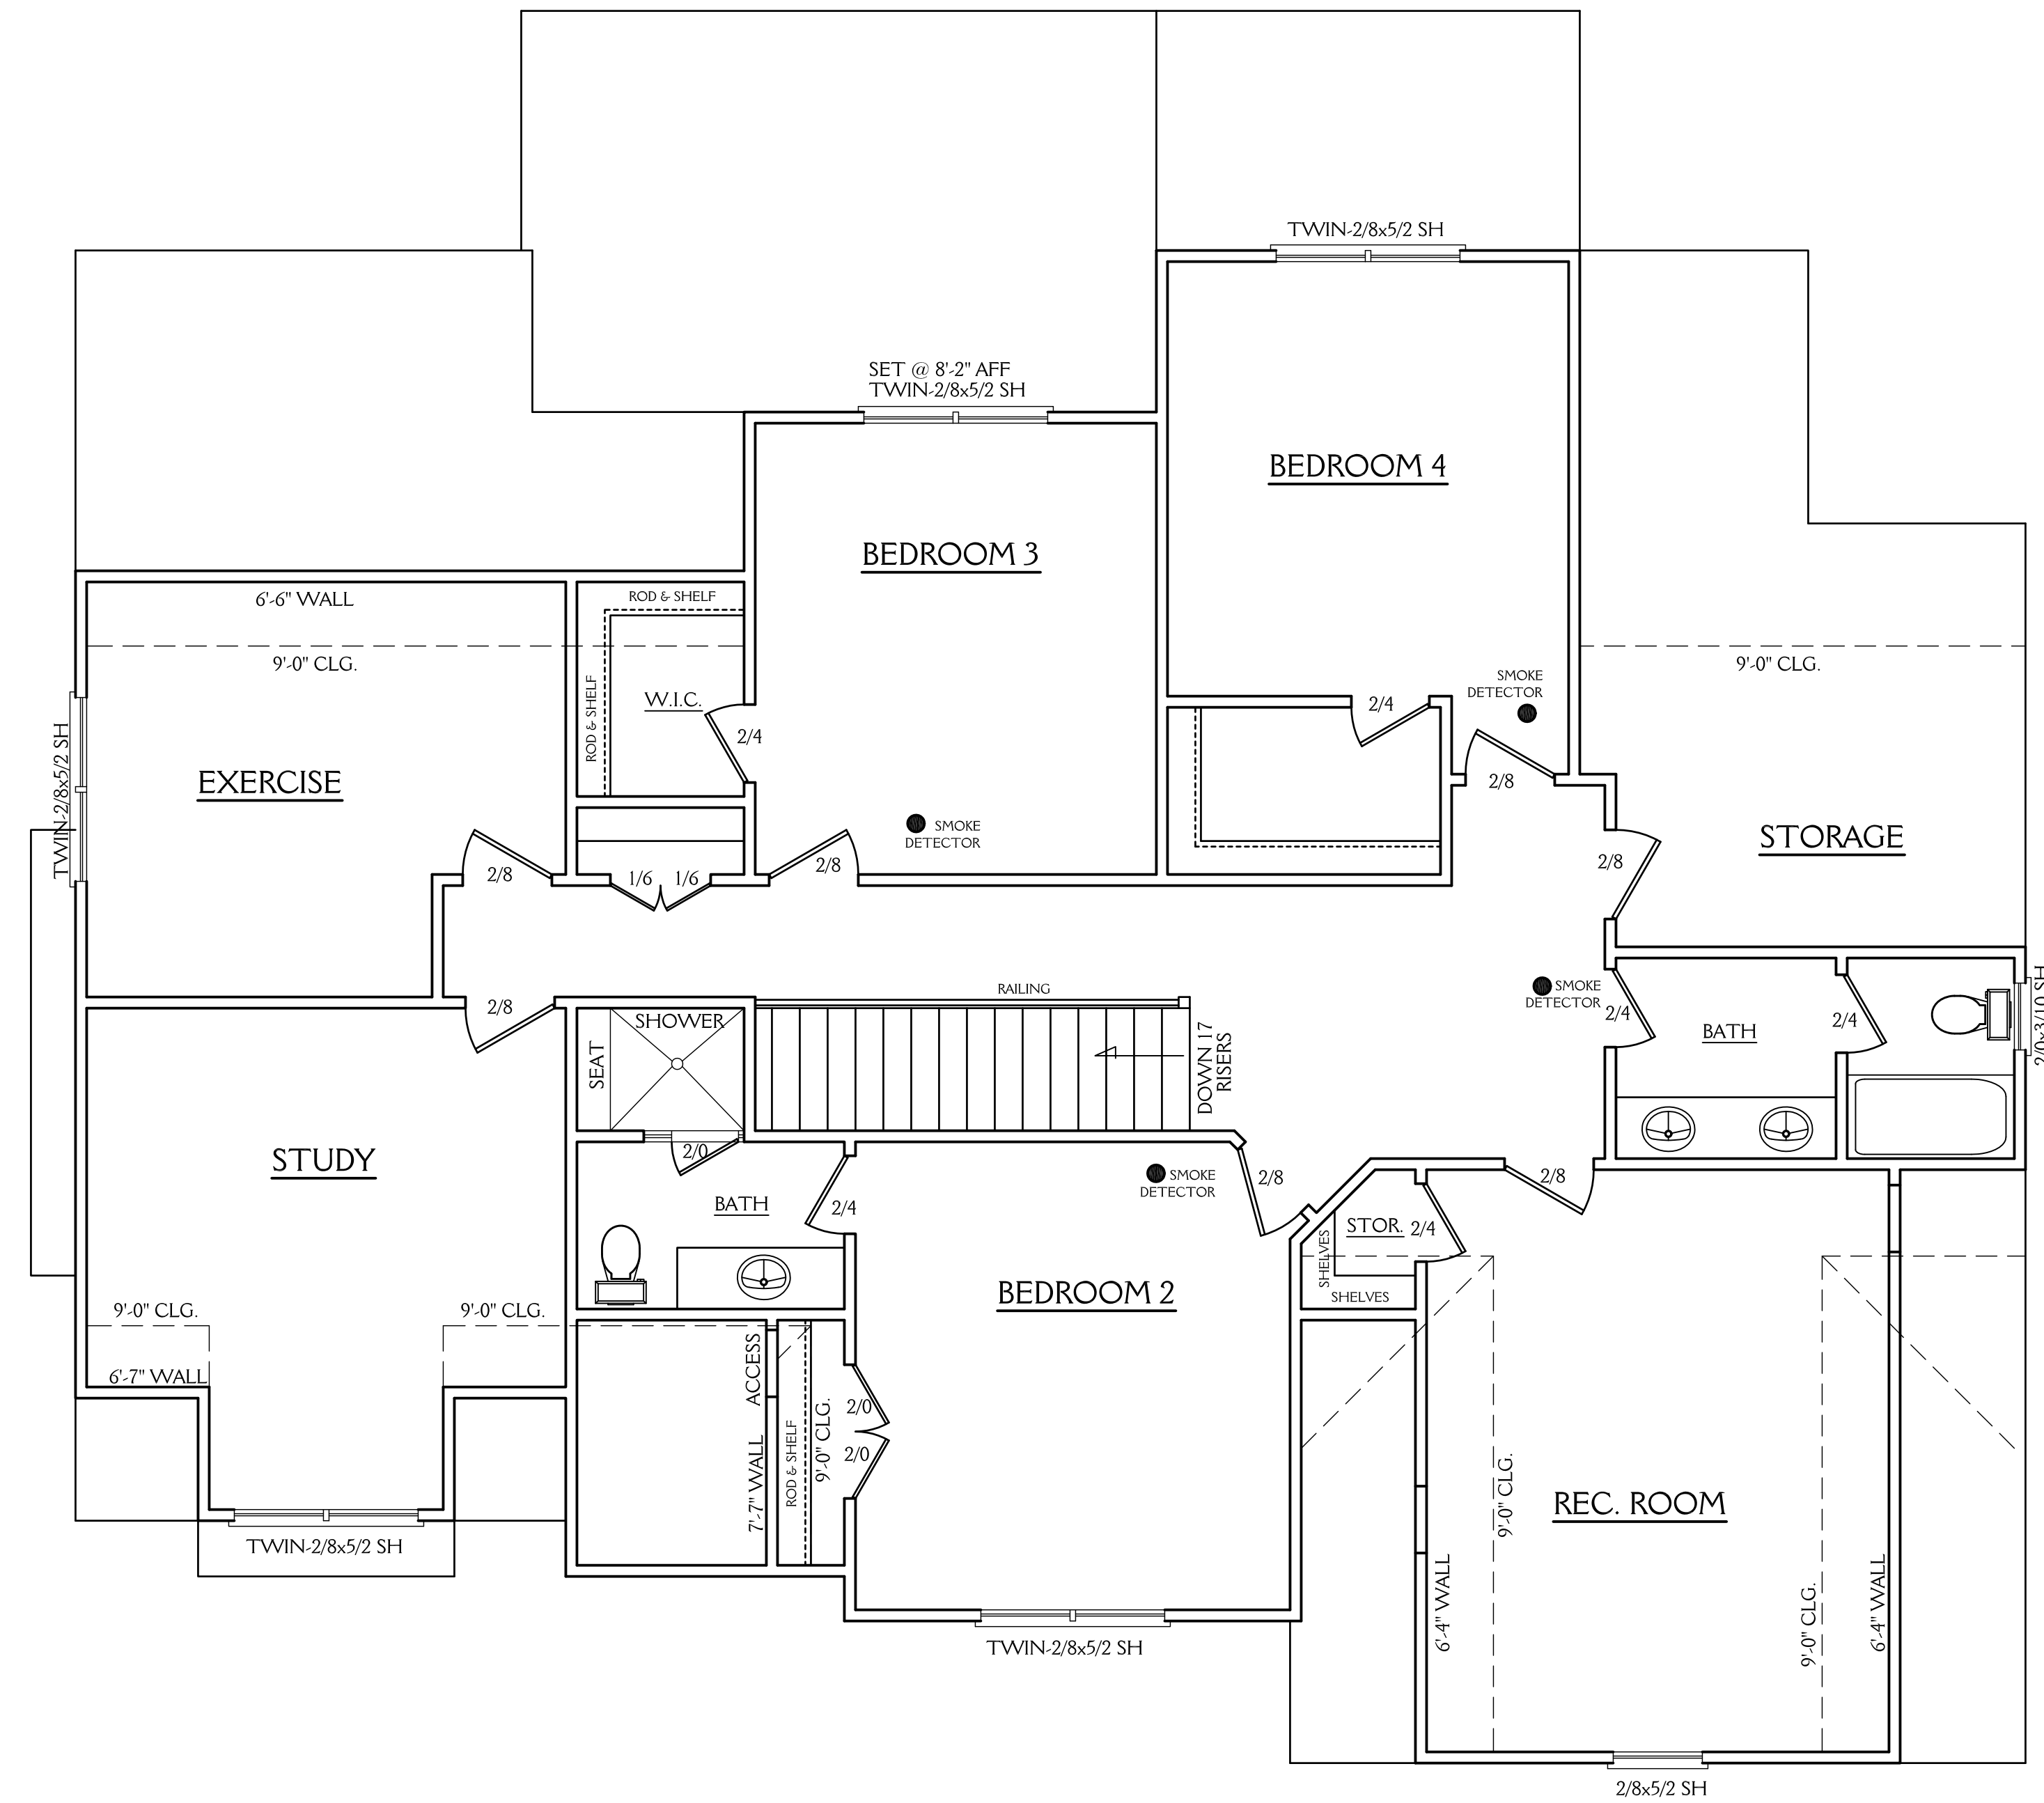 TWIN-2/8x5/2 SH
SET @ 8'-2" AFF
TWIN-2/8x5/2 SH
BEDROOM 4
BEDROOM 3
6'-6" WALL
ROD & SHELF
9'-0" CLG.
9'-0" CLG.
ROD & SHELF
W.I.C.
2/4
SMOKE
DETECTOR
2/4
2/8
TWIN-2/8x5/2 SH
EXERCISE
SMOKE
DETECTOR
STORAGE
2/8
1/6
1/6
2/8
2/8
RAILING
SMOKE
DETECTOR
2/8
SHOWER
SEAT
DOWN 17
RISERS
2/4
BATH
2/4
2/0x3/10 SH
STUDY
2/0
BATH
2/4
SMOKE
DETECTOR
2/8
2/8
STOR.
2/4
SHELVES
SHELVES
BEDROOM 2
9'-0" CLG.
9'-0" CLG.
6'-7" WALL
ACCESS
7'-7" WALL
ROD & SHELF
9'-0" CLG.
2/0
2/0
REC. ROOM
9'-0" CLG.
6'-4" WALL
9'-0" CLG.
6'-4" WALL
TWIN-2/8x5/2 SH
TWIN-2/8x5/2 SH
2/8x5/2 SH